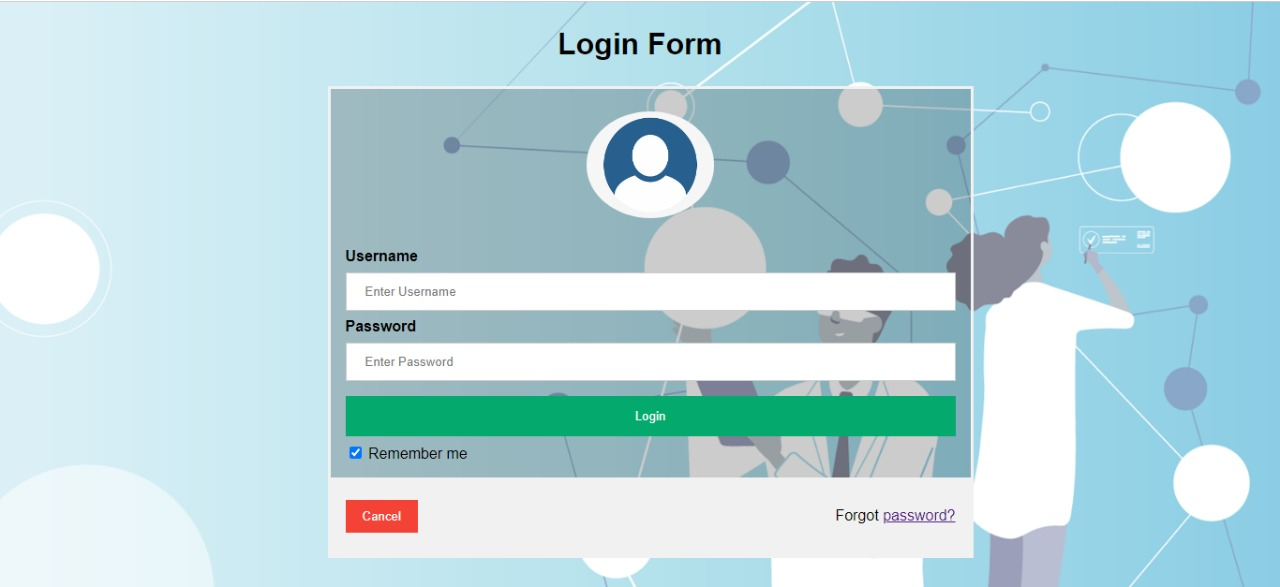 Login Form
Username
Enter Username
Password
Enter Password
Login
Remember me
Cancel
Forgot password?